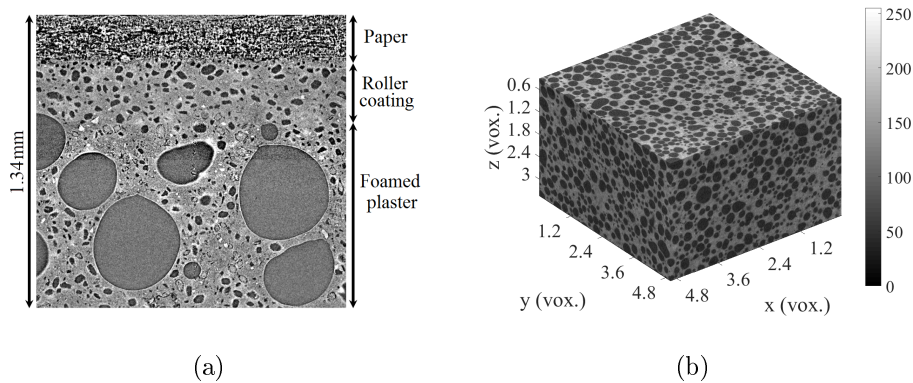 Paper
Roller
coating
Foamed
plaster
1.34mm
(a)
0.6
1.2
1.8
2.4
3
z (vox.)
1.2
2.4
3.6
4.8
y (vox.)
4.8
3.6
2.4
1.2
x (vox.)
250
200
150
100
50
0
(b)